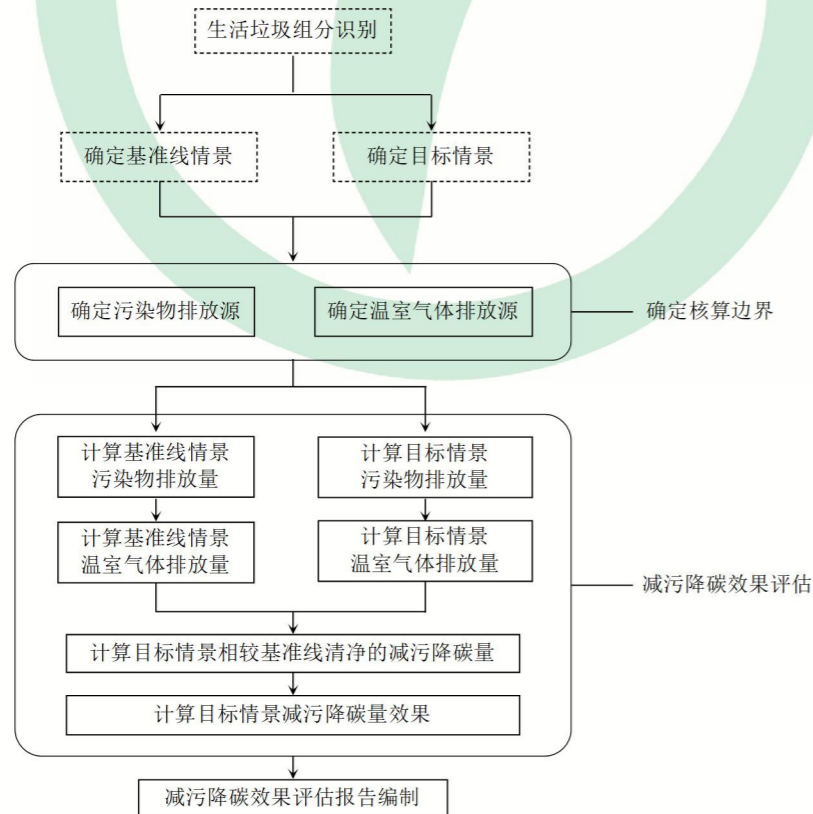 生活垃圾组分识别
确定基准线情景
确定目标情景
确定污染物排放源
确定温室气体排放源
确定核算边界
计算基准线情景
污染物排放量
计算目标情景
污染物排放量
计算基准线情景
温室气体排放量
计算目标情景
温室气体排放量
减污降碳效果评估
计算目标情景相较基准线清净的减污降碳量
计算目标情景减污降碳量效果
减污降碳效果评估报告编制